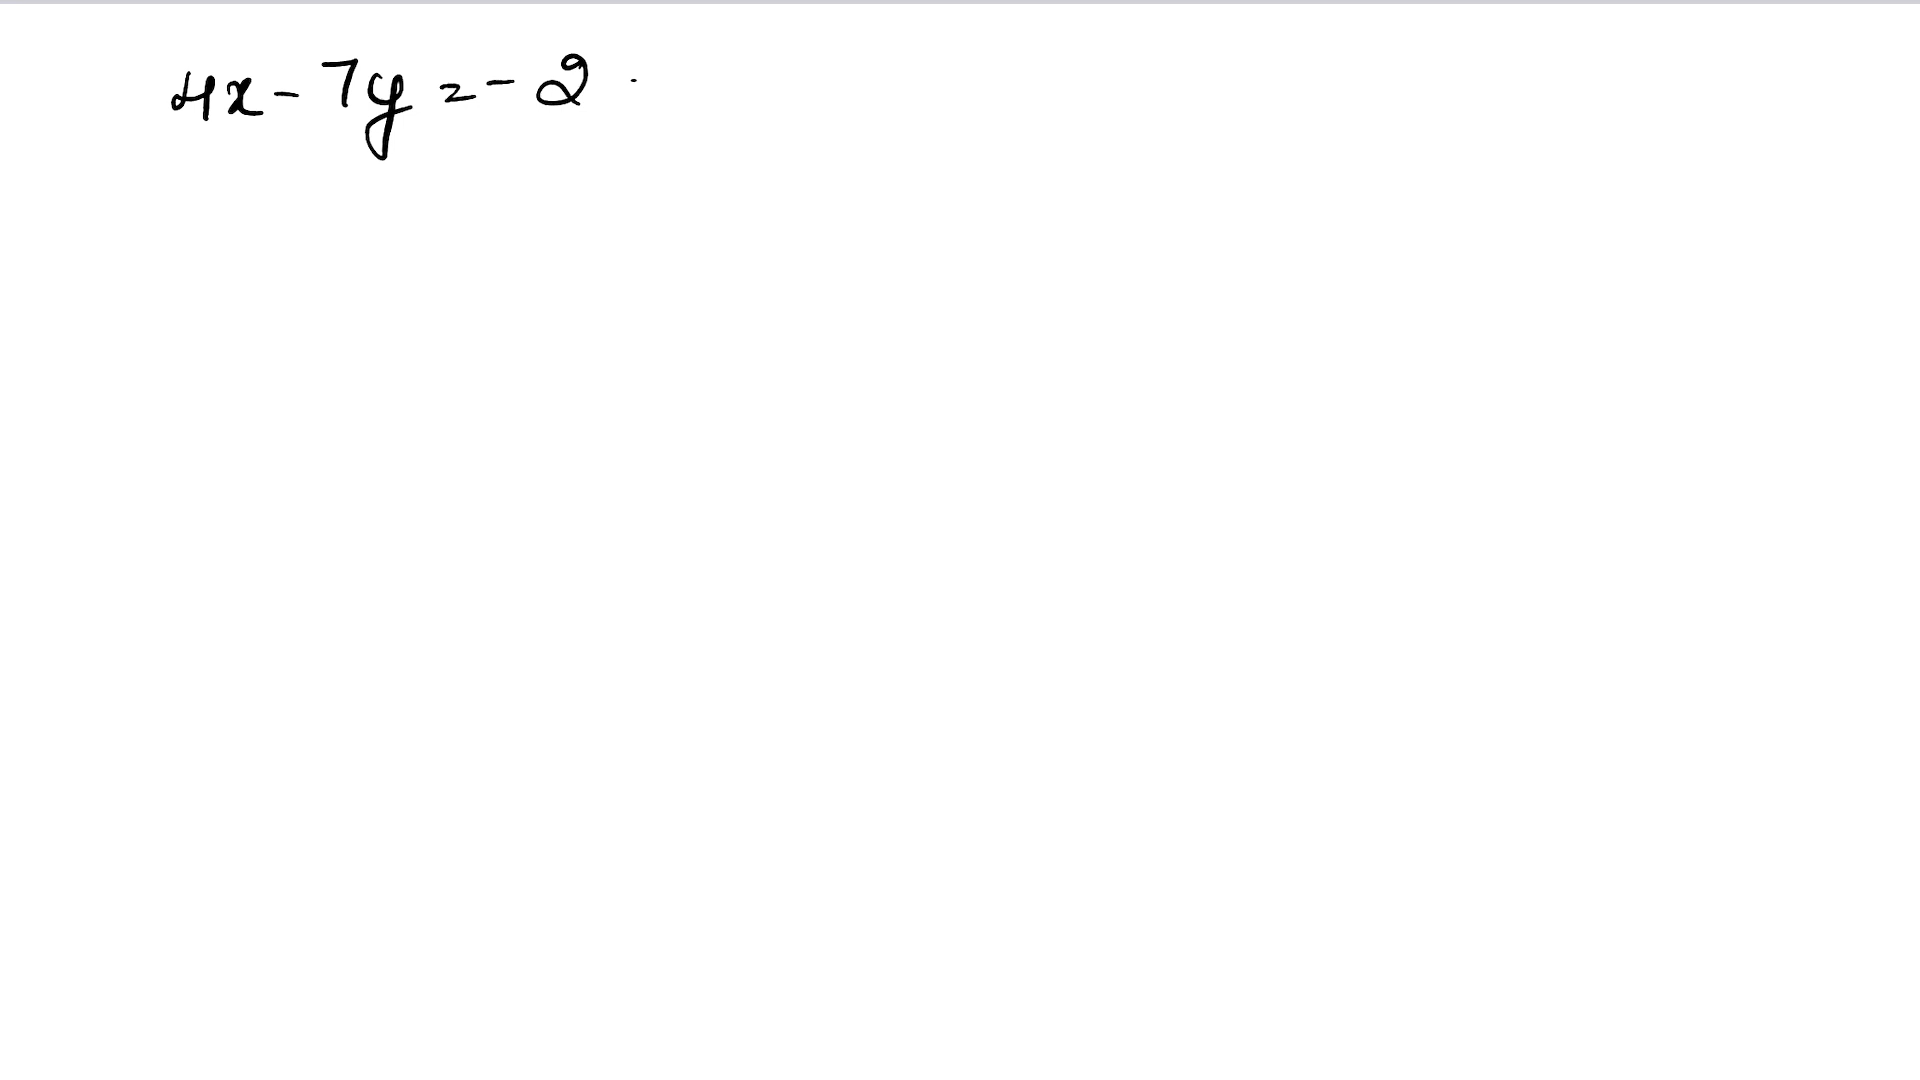 4x - 7y = - 2 .